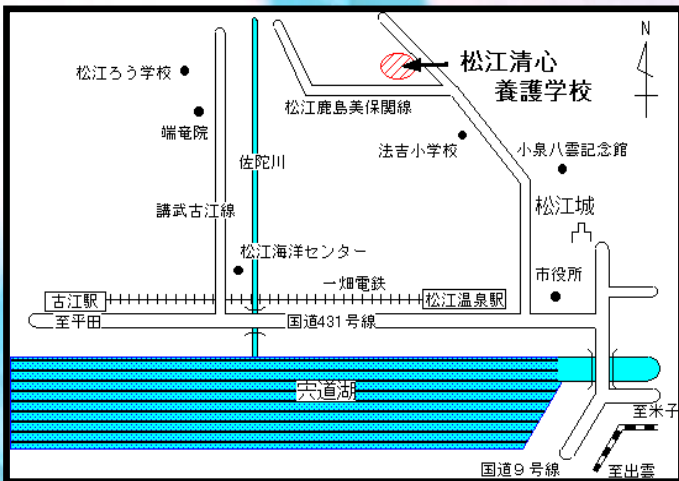 N
松江清心
養護学校
松江ろう学校
松江鹿島美保関線
端竜院
法吉小学校
小泉八雲記念館
佐陀川
松江城
講武古江線
松江海洋センター
一畑電鉄
市役所
古江駅
松江温泉駅
至平田
国道431号線
宍道湖
至米子
国道9号線
至出雲